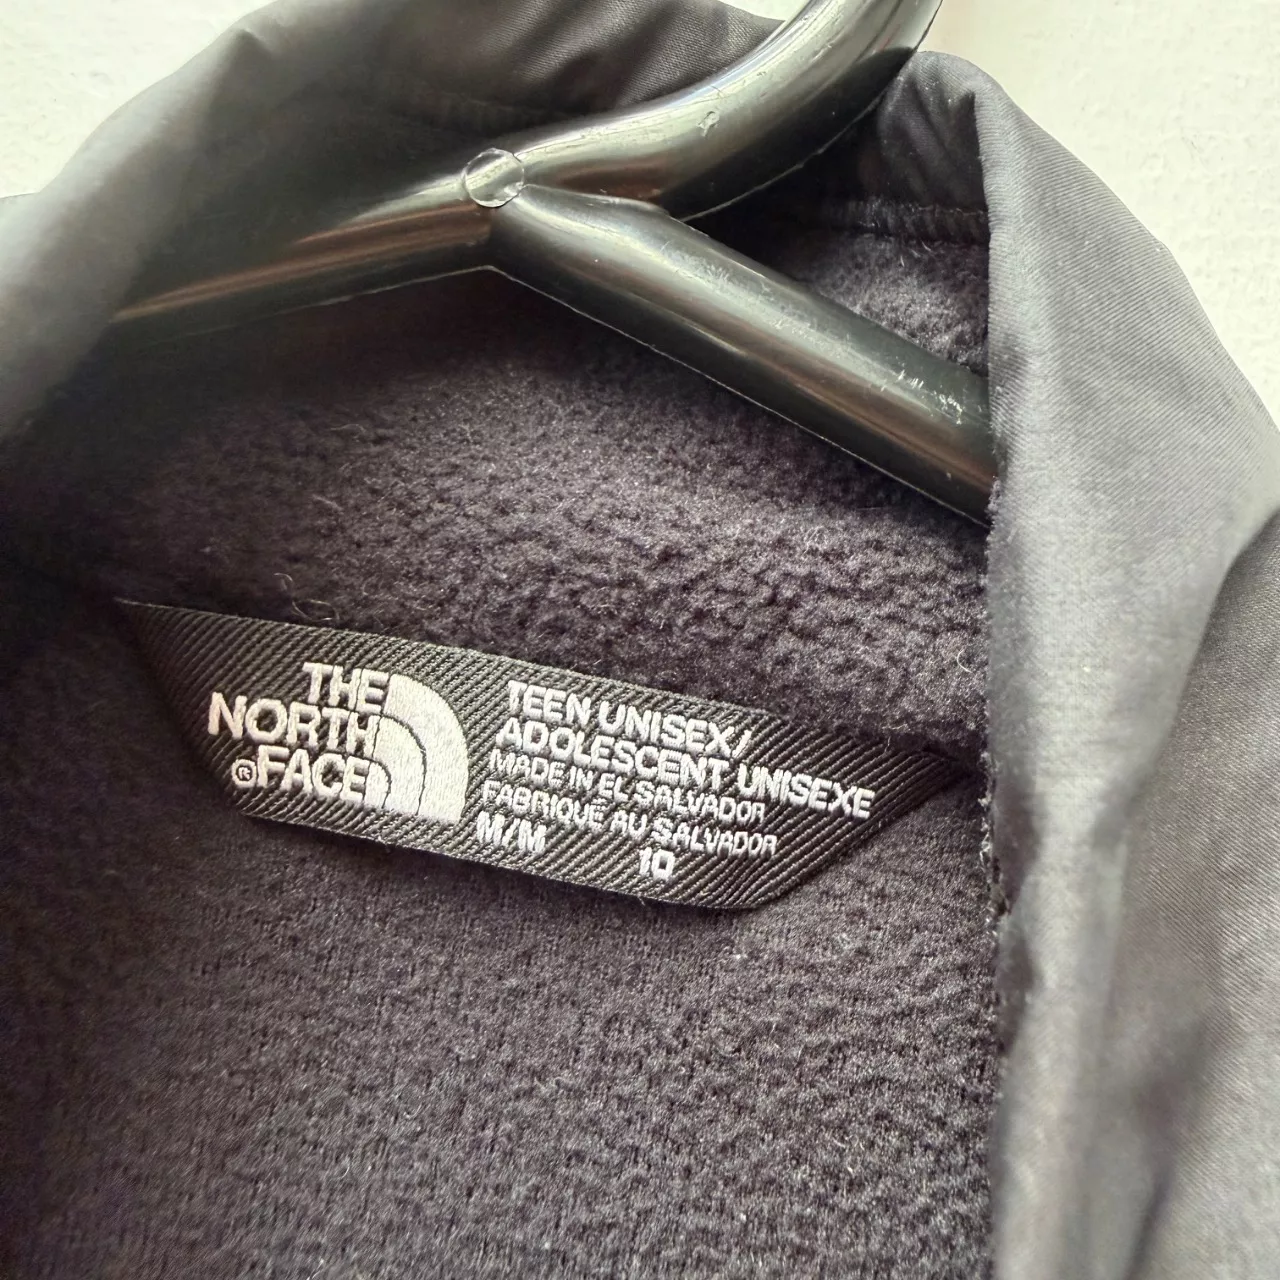 THE
NORTH
®FACE
TEEN UNISEX/
ADOLESCENT UNISEXE
MADE IN EL SALVADOR
FABRIQUÉ AU SALVADOR
M/M 10